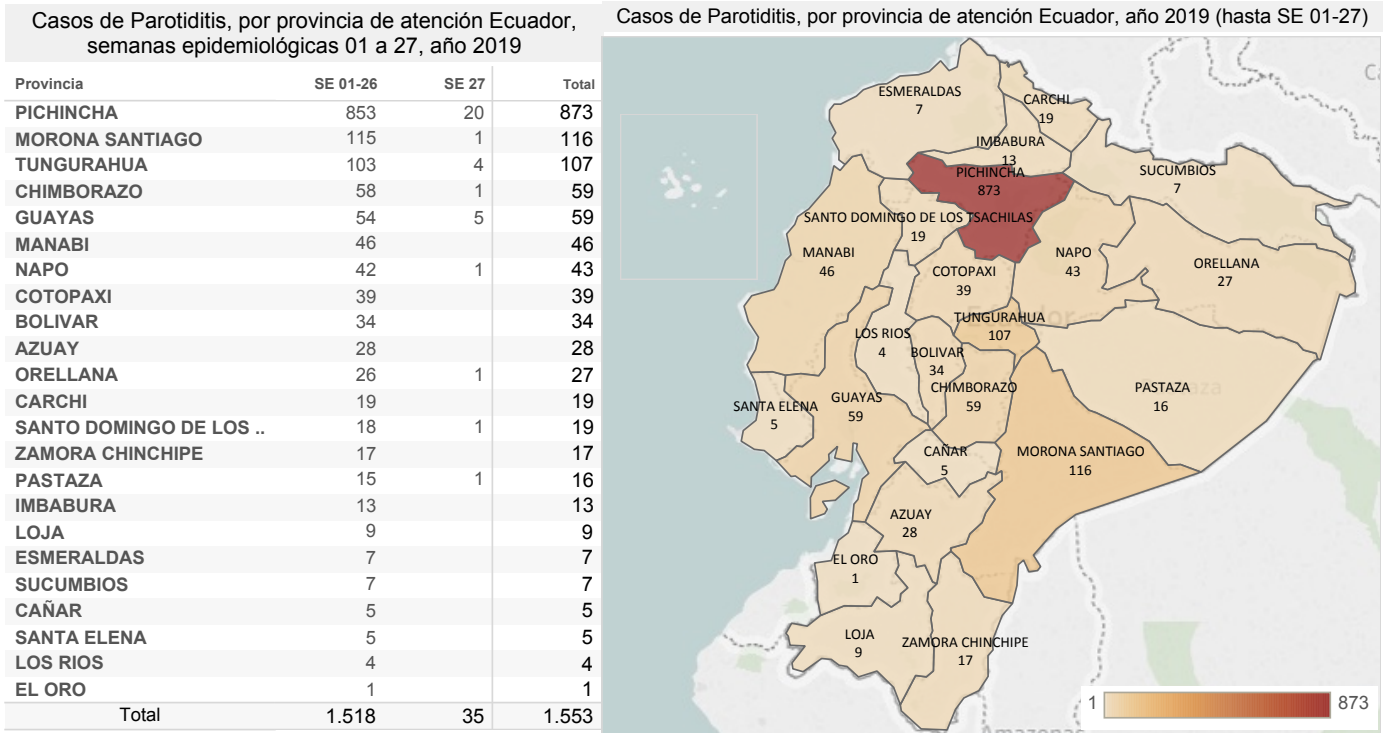 Casos de Parotiditis, por provincia de atención Ecuador,
semanas epidemiológicas 01 a 27, año 2019
Provincia SE 01-26 SE 27 Total
PICHINCHA 853 20 873
MORONA SANTIAGO 115 1 116
TUNGURAHUA 103 4 107
CHIMBORAZO 58 1 59
GUAYAS 54 5 59
MANABI 46 46
NAPO 42 1 43
COTOPAXI 39 39
BOLIVAR 34 34
AZUAY 28 28
ORELLANA 26 1 27
CARCHI 19 19
SANTO DOMINGO DE LOS .. 18 1 19
ZAMORA CHINCHIPE 17 17
PASTAZA 15 1 16
IMBABURA 13 13
LOJA 9 9
ESMERALDAS 7 7
SUCUMBIOS 7 7
CAÑAR 5 5
SANTA ELENA 5 5
LOS RIOS 4 4
EL ORO 1 1
Total 1.518 35 1.553
Casos de Parotiditis, por provincia de atención Ecuador, año 2019 (hasta SE 01-27)
ESMERALDAS
7
CARCHI
19
IMBABURA
13
PICHINCHA
873
SUCUMBIOS
7
SANTO DOMINGO DE LOS TSACHILAS
19
MANABI
46
COTOPAXI
39
NAPO
43
ORELLANA
27
Ecuador
TUNGURAHUA
107
LOS RIOS
4
BOLIVAR
34
CHIMBORAZO
59
PASTAZA
16
GUAYAS
59
SANTA ELENA
5
CAÑAR
5
MORONA SANTIAGO
116
AZUAY
28
EL ORO
1
LOJA
9
ZAMORA CHINCHIPE
17
1 873
Amazonas